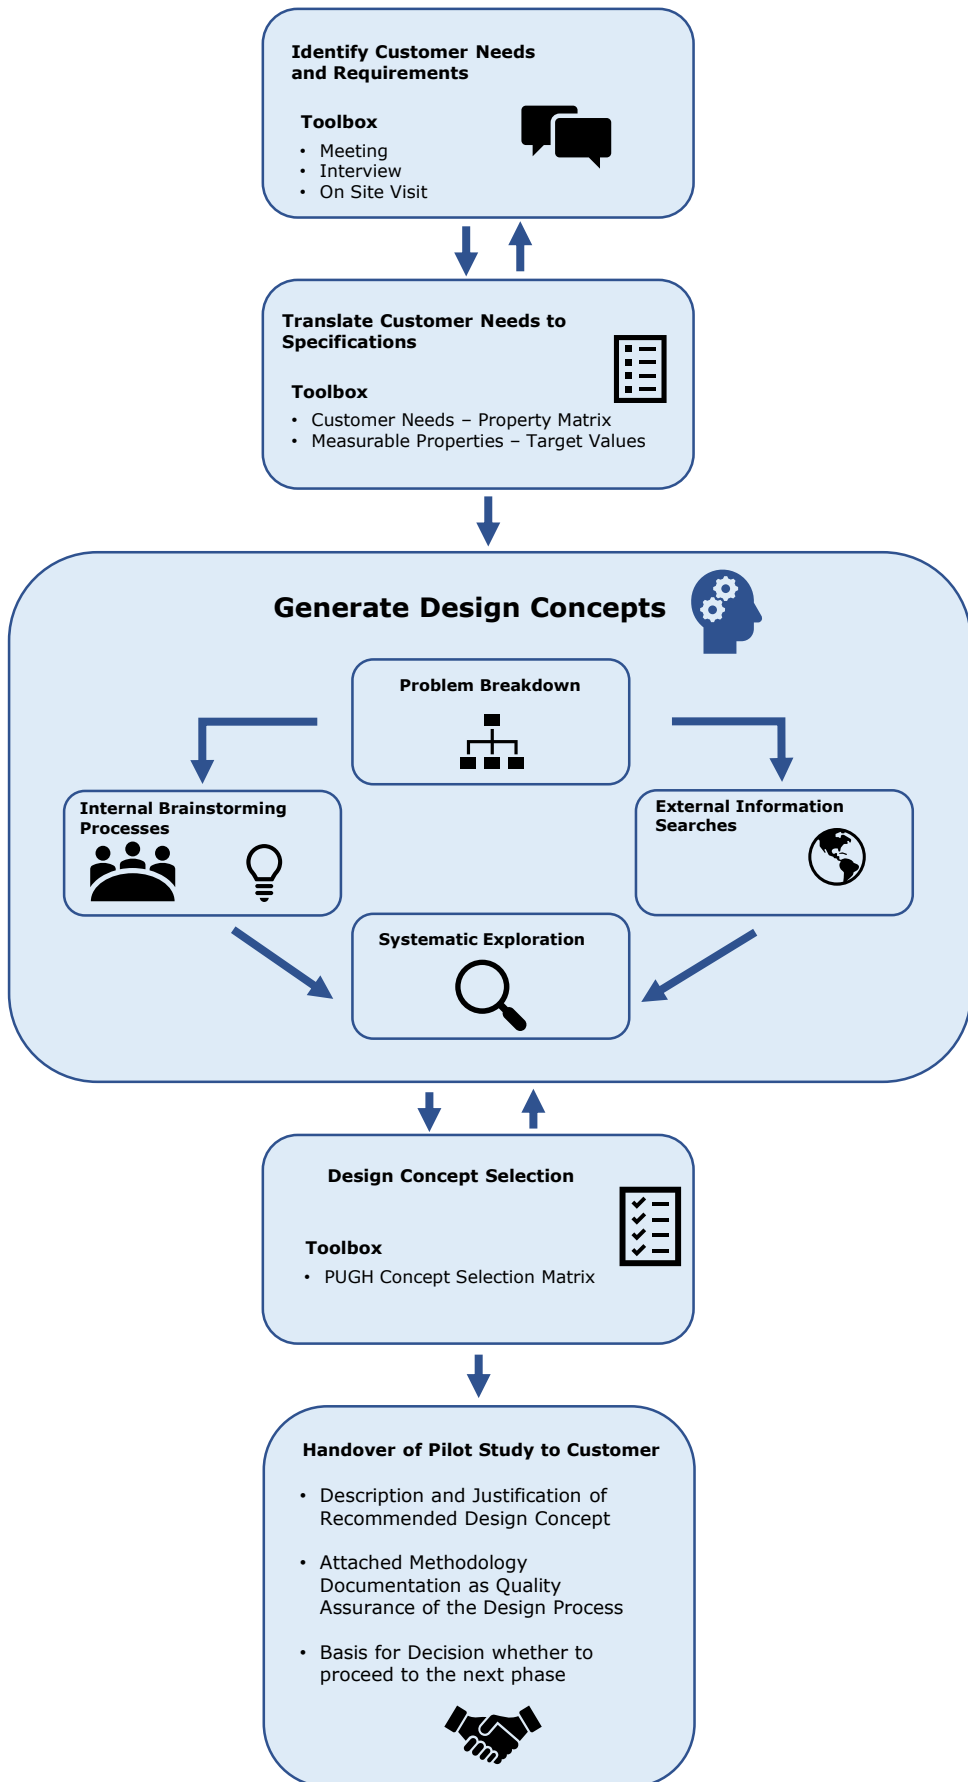 Identify Customer Needs
and Requirements
Toolbox
• Meeting
• Interview
• On Site Visit
Translate Customer Needs to
Specifications
Toolbox
• Customer Needs – Property Matrix
• Measurable Properties – Target Values
Generate Design Concepts
Problem Breakdown
Internal Brainstorming
Processes
External Information
Searches
Systematic Exploration
Design Concept Selection
Toolbox
• PUGH Concept Selection Matrix
Handover of Pilot Study to Customer
• Description and Justification of
Recommended Design Concept
• Attached Methodology
Documentation as Quality
Assurance of the Design Process
• Basis for Decision whether to
proceed to the next phase